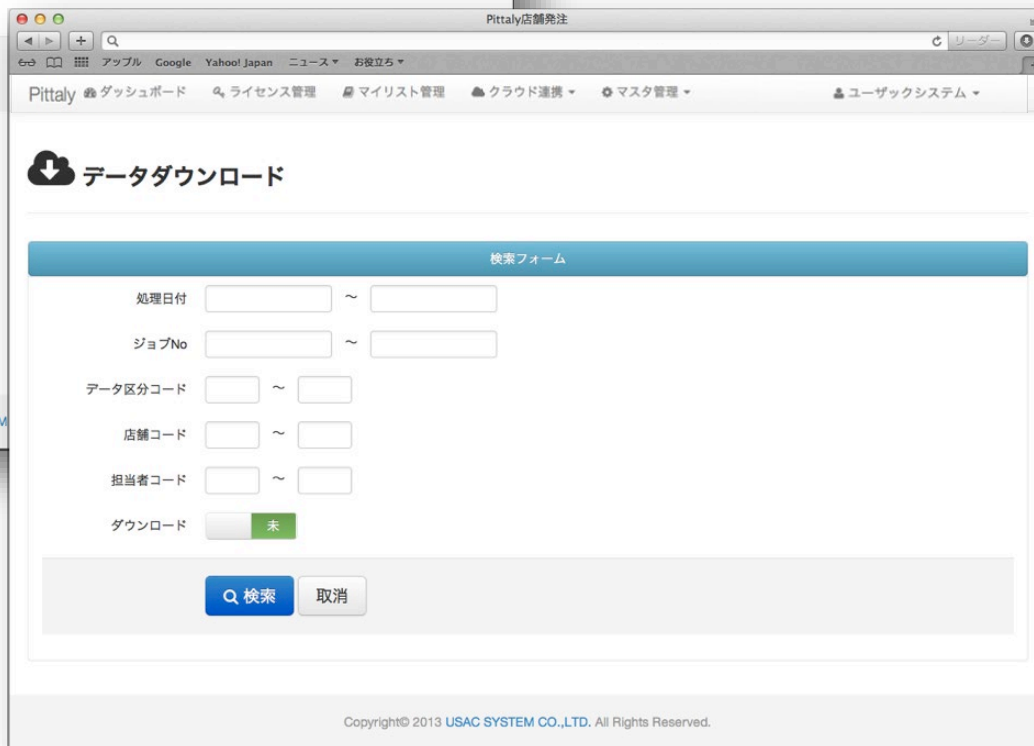 Pittaly店舗発注
リーダー
アップル Google Yahoo! Japan ニュース▼ お役立ち▼
Pittaly ダッシュボード ライセンス管理 マイリスト管理 クラウド連携 マスタ管理 ユーザックシステム
データダウンロード
検索フォーム
処理日付 ～
ジョブNo ～
データ区分コード ～
店舗コード ～
担当者コード ～
ダウンロード 未
検索 取消
Copyright© 2013 USAC SYSTEM CO.,LTD. All Rights Reserved.